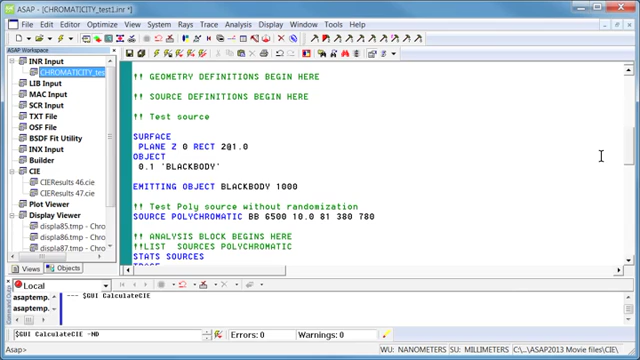 ASAP - [CHROMATICITY_test1.inr *]
File Edit Editor Optimize System Rays Trace Analysis Display Window Tools Help
ASAP Workspace
INR Input
CHROMATICITY_test
LIB Input
MAC Input
SCR Input
TXT File
OSF File
BSDF Fit Utility
INX Input
Builder
CIE
CIEResults 46.cie
CIEResults 47.cie
Plot Viewer
Display Viewer
displa85.tmp - Chro
displa86.tmp - Chro
displa87.tmp - Chro
Views Objects
!! GEOMETRY DEFINITIONS BEGIN HERE
!! SOURCE DEFINITIONS BEGIN HERE
!! Test source
SURFACE
PLANE Z 0 RECT 2@1.0
OBJECT
0.1 'BLACKBODY'
EMITTING OBJECT BLACKBODY 1000
!! Test Poly source without randomization
SOURCE POLYCHROMATIC BB 6500 10.0 81 380 780
!! ANALYSIS BLOCK BEGINS HERE
!!LIST SOURCES POLYCHROMATIC
STATS SOURCES
TRACE
Local
asaptemp.
asaptemp.
--- $GUI CalculateCIE
$GUI CalculateCIE -ND
Errors: 0
Warnings: 0
Asap>
WU: NANOMETERS
SU: MILLIMETERS
C:\...\ASAP2013 Movie files\CIE\